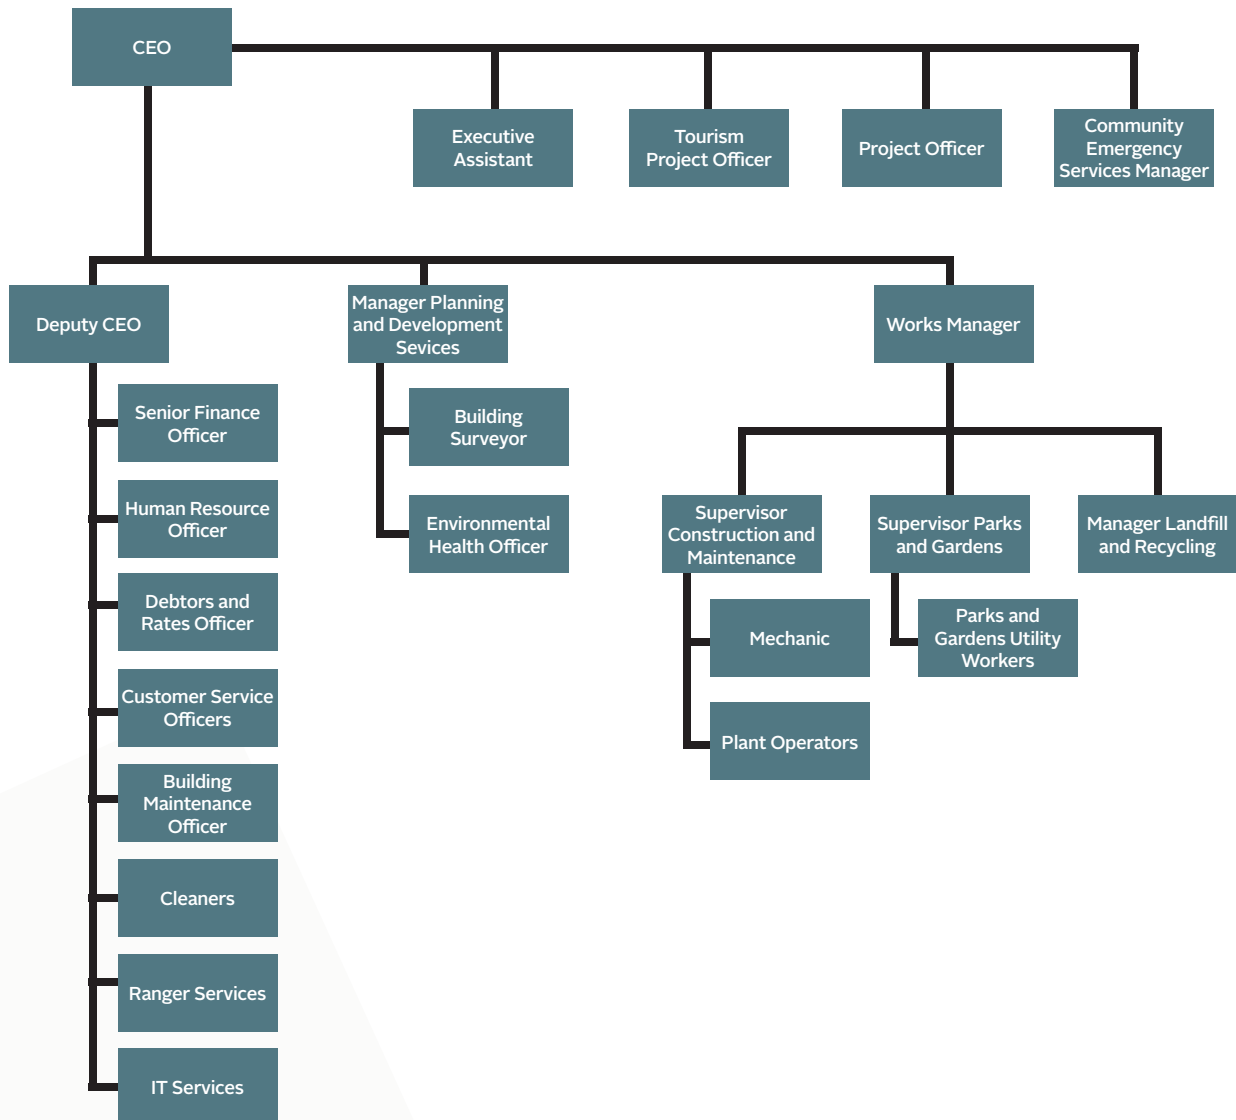 CEO
Executive
Assistant
Tourism
Project Officer
Project Officer
Community
Emergency
Services Manager
Deputy CEO
Manager Planning
and Development
Sevices
Works Manager
Senior Finance
Officer
Human Resource
Officer
Debtors and
Rates Officer
Customer Service
Officers
Building
Maintenance
Officer
Cleaners
Ranger Services
IT Services
Building
Surveyor
Environmental
Health Officer
Supervisor
Construction and
Maintenance
Supervisor Parks
and Gardens
Manager Landfill
and Recycling
Mechanic
Plant Operators
Parks and
Gardens Utility
Workers